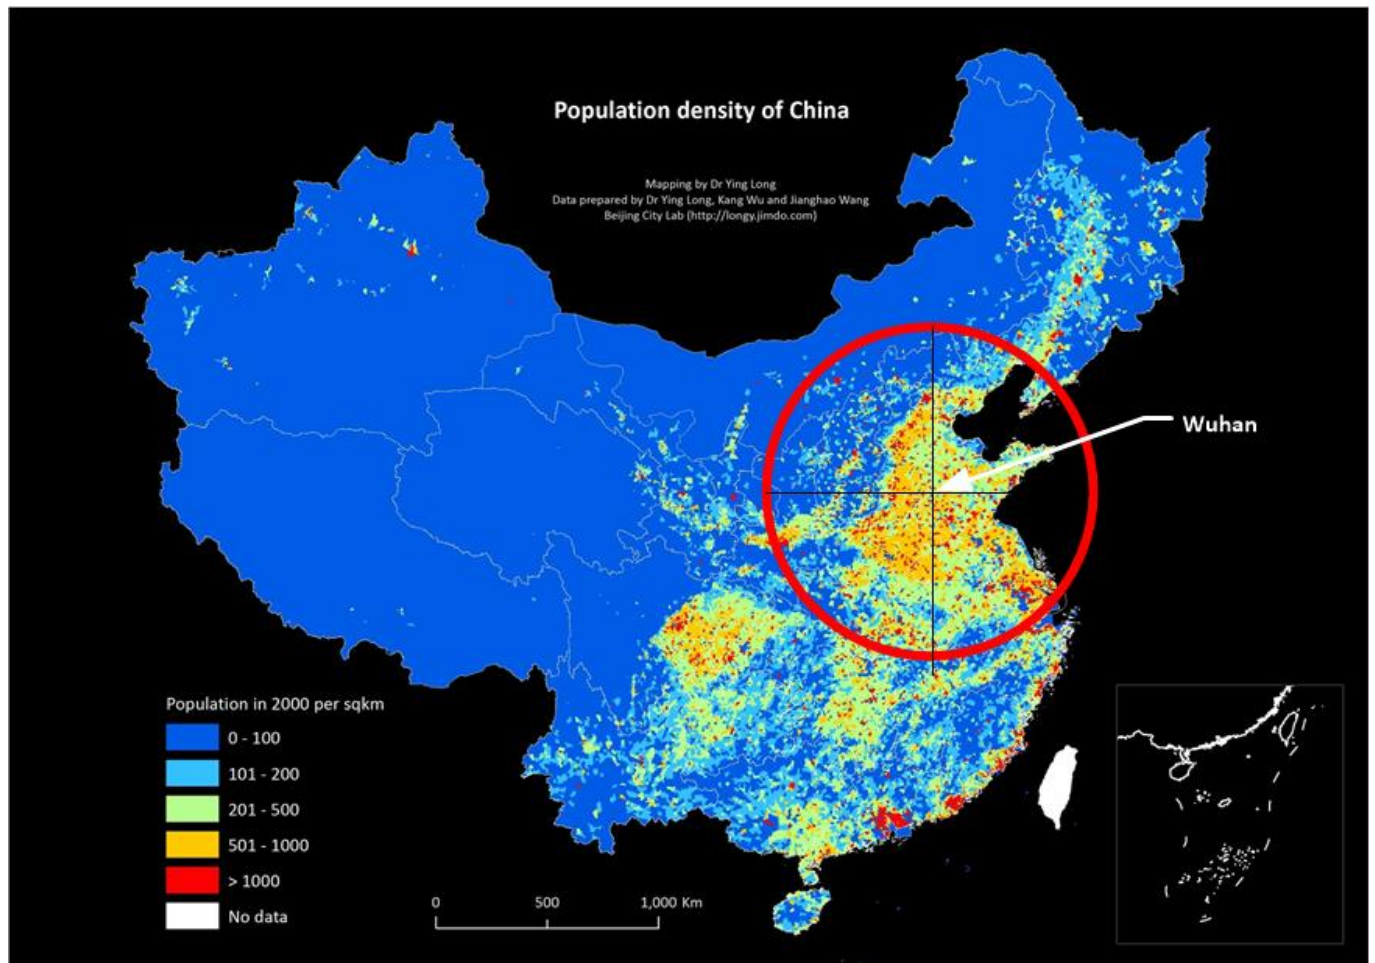 Population density of China
Mapping by Dr Ying Long
Data prepared by Dr Ying Long, Kang Wu and Jianghao Wang
Beijing City Lab (http://longy.jimdo.com)
Wuhan
Population in 2000 per sqkm
0 - 100
101 - 200
201 - 500
501 - 1000
> 1000
No data
0 500 1,000 Km